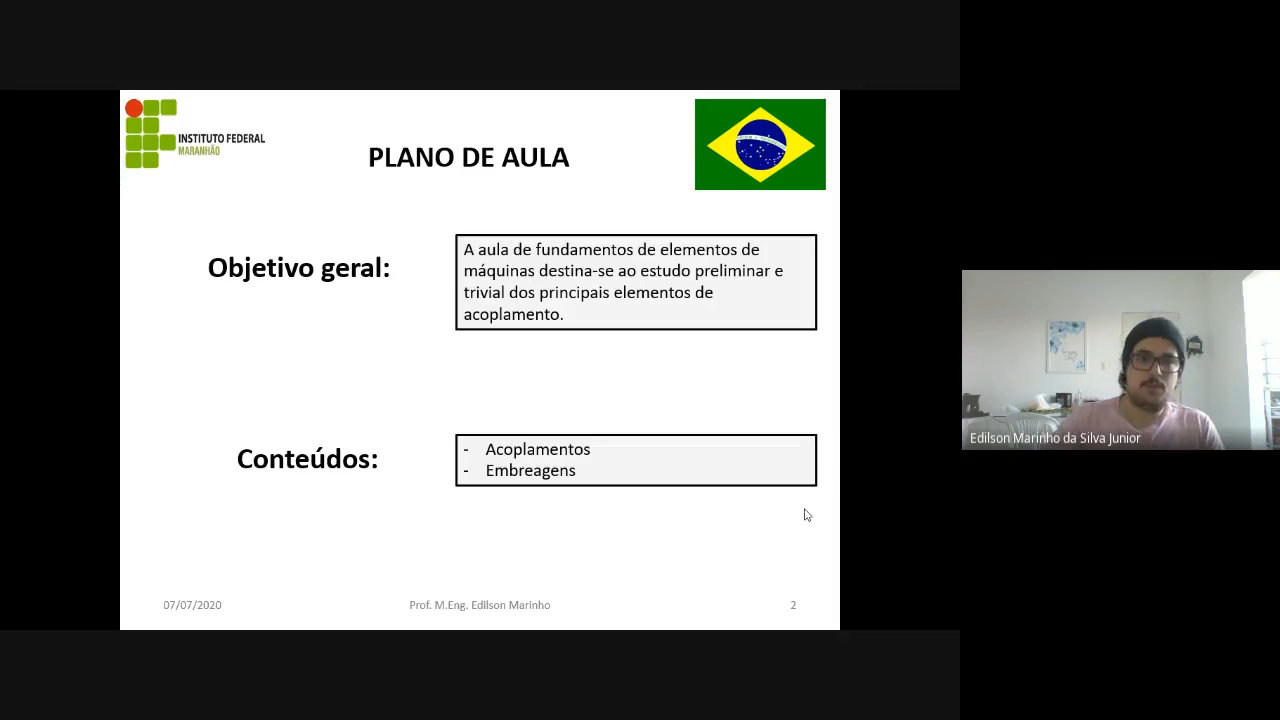 INSTITUTO FEDERAL
MARANHÃO
PLANO DE AULA
Objetivo geral:
A aula de fundamentos de elementos de
máquinas destina-se ao estudo preliminar e
trivial dos principais elementos de
acoplamento.
Conteúdos:
- Acoplamentos
- Embreagens
07/07/2020
Prof. M.Eng. Edilson Marinho
2
Edilson Marinho da Silva Junior